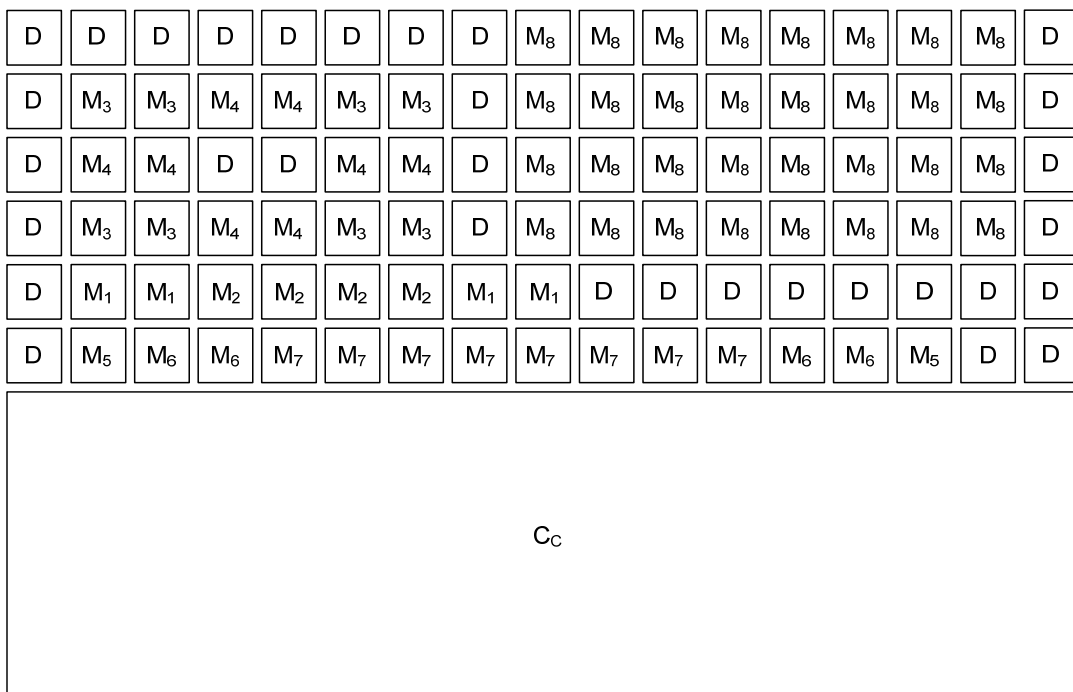 D D D D D D D D M₈ M₈ M₈ M₈ M₈ M₈ M₈ M₈ D
D M₃ M₃ M₄ M₄ M₃ M₃ D M₈ M₈ M₈ M₈ M₈ M₈ M₈ M₈ D
D M₄ M₄ D D M₄ M₄ D M₈ M₈ M₈ M₈ M₈ M₈ M₈ M₈ D
D M₃ M₃ M₄ M₄ M₃ M₃ D M₈ M₈ M₈ M₈ M₈ M₈ M₈ M₈ D
D M₁ M₁ M₂ M₂ M₂ M₂ M₁ M₁ D D D D D D D D
D M₅ M₆ M₆ M₇ M₇ M₇ M₇ M₇ M₇ M₇ M₇ M₆ M₆ M₅ D D
C_C